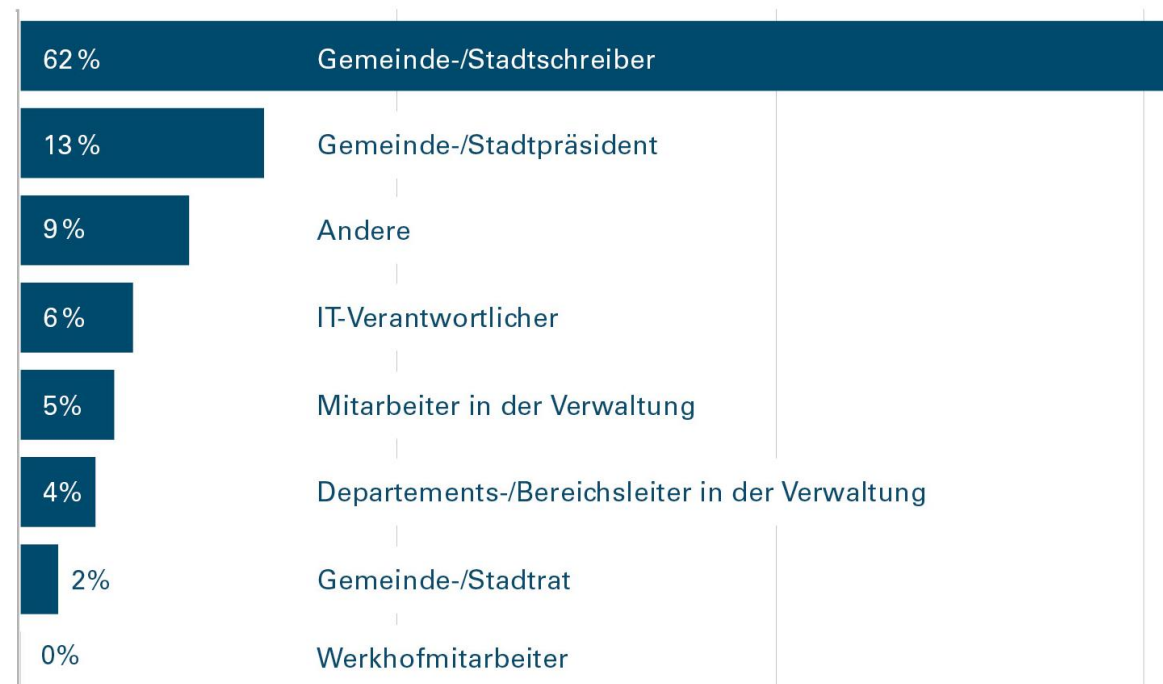 62 % Gemeinde-/Stadtschreiber
13 % Gemeinde-/Stadtpräsident
9 % Andere
6 % IT-Verantwortlicher
5% Mitarbeiter in der Verwaltung
4% Departements-/Bereichsleiter in der Verwaltung
2% Gemeinde-/Stadtrat
0% Werkhofmitarbeiter